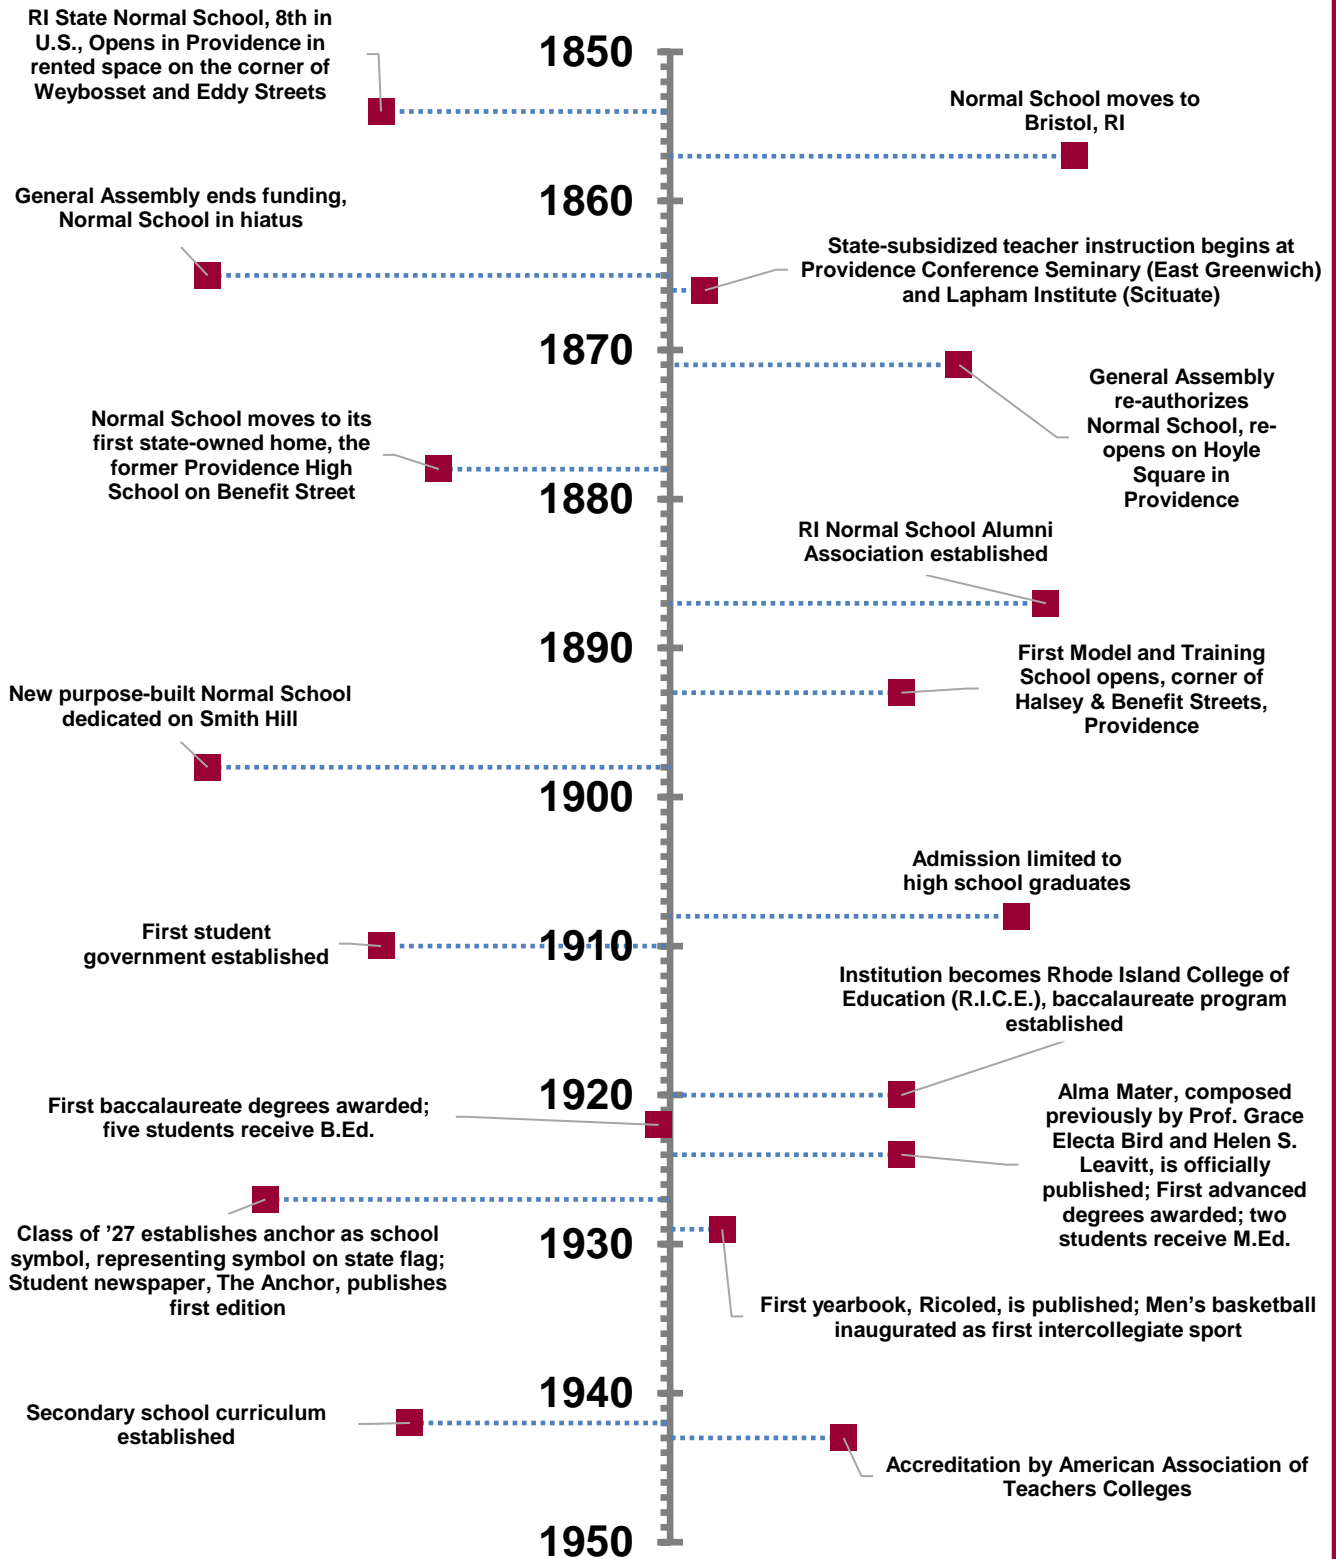 RI State Normal School, 8th in
U.S., Opens in Providence in
rented space on the corner of
Weybosset and Eddy Streets
1850
Normal School moves to
Bristol, RI
General Assembly ends funding,
Normal School in hiatus
1860
State-subsidized teacher instruction begins at
Providence Conference Seminary (East Greenwich)
and Lapham Institute (Scituate)
1870
General Assembly
re-authorizes
Normal School, re-
opens on Hoyle
Square in
Providence
Normal School moves to its
first state-owned home, the
former Providence High
School on Benefit Street
1880
RI Normal School Alumni
Association established
1890
First Model and Training
School opens, corner of
Halsey & Benefit Streets,
Providence
New purpose-built Normal School
dedicated on Smith Hill
1900
Admission limited to
high school graduates
First student
government established
1910
Institution becomes Rhode Island College of
Education (R.I.C.E.), baccalaureate program
established
1920
First baccalaureate degrees awarded;
five students receive B.Ed.
Alma Mater, composed
previously by Prof. Grace
Electa Bird and Helen S.
Leavitt, is officially
published; First advanced
degrees awarded; two
students receive M.Ed.
Class of ’27 establishes anchor as school
symbol, representing symbol on state flag;
Student newspaper, The Anchor, publishes
first edition
1930
First yearbook, Ricoled, is published; Men’s basketball
inaugurated as first intercollegiate sport
1940
Secondary school curriculum
established
Accreditation by American Association of
Teachers Colleges
1950